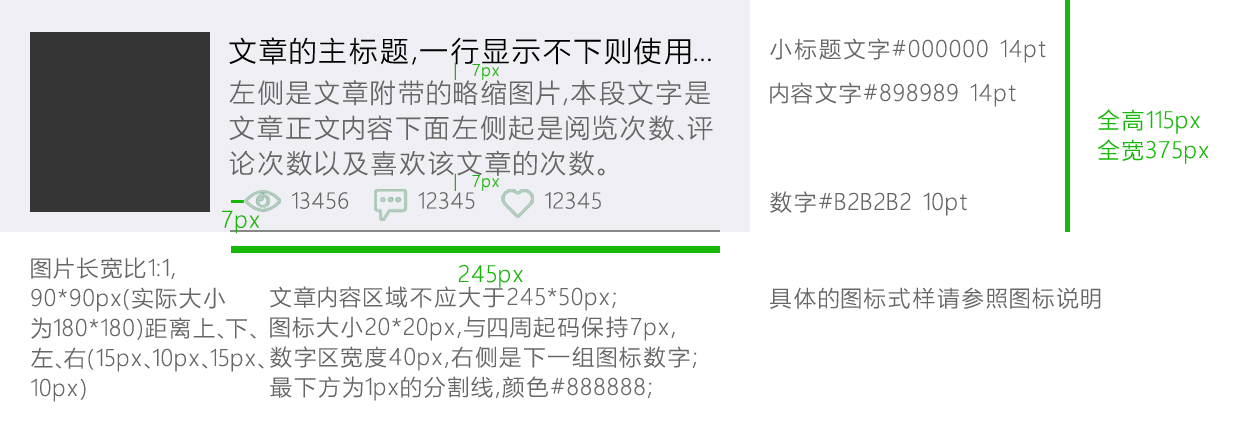 文章的主标题,一行显示不下则使用...
7px
左侧是文章附带的略缩图片,本段文字是
文章正文内容下面左侧起是阅览次数、评
论次数以及喜欢该文章的次数。
7px
13456 12345 12345
7px
245px
小标题文字#000000 14pt
内容文字#898989 14pt
数字#B2B2B2 10pt
全高115px
全宽375px
图片长宽比1:1,
90*90px(实际大小
为180*180)距离上、下、
左、右(15px、10px、15px、
10px)
文章内容区域不应大于245*50px;
图标大小20*20px,与四周起码保持7px,
数字区宽度40px,右侧是下一组图标数字;
最下方为1px的分割线,颜色#888888;
具体的图标式样请参照图标说明